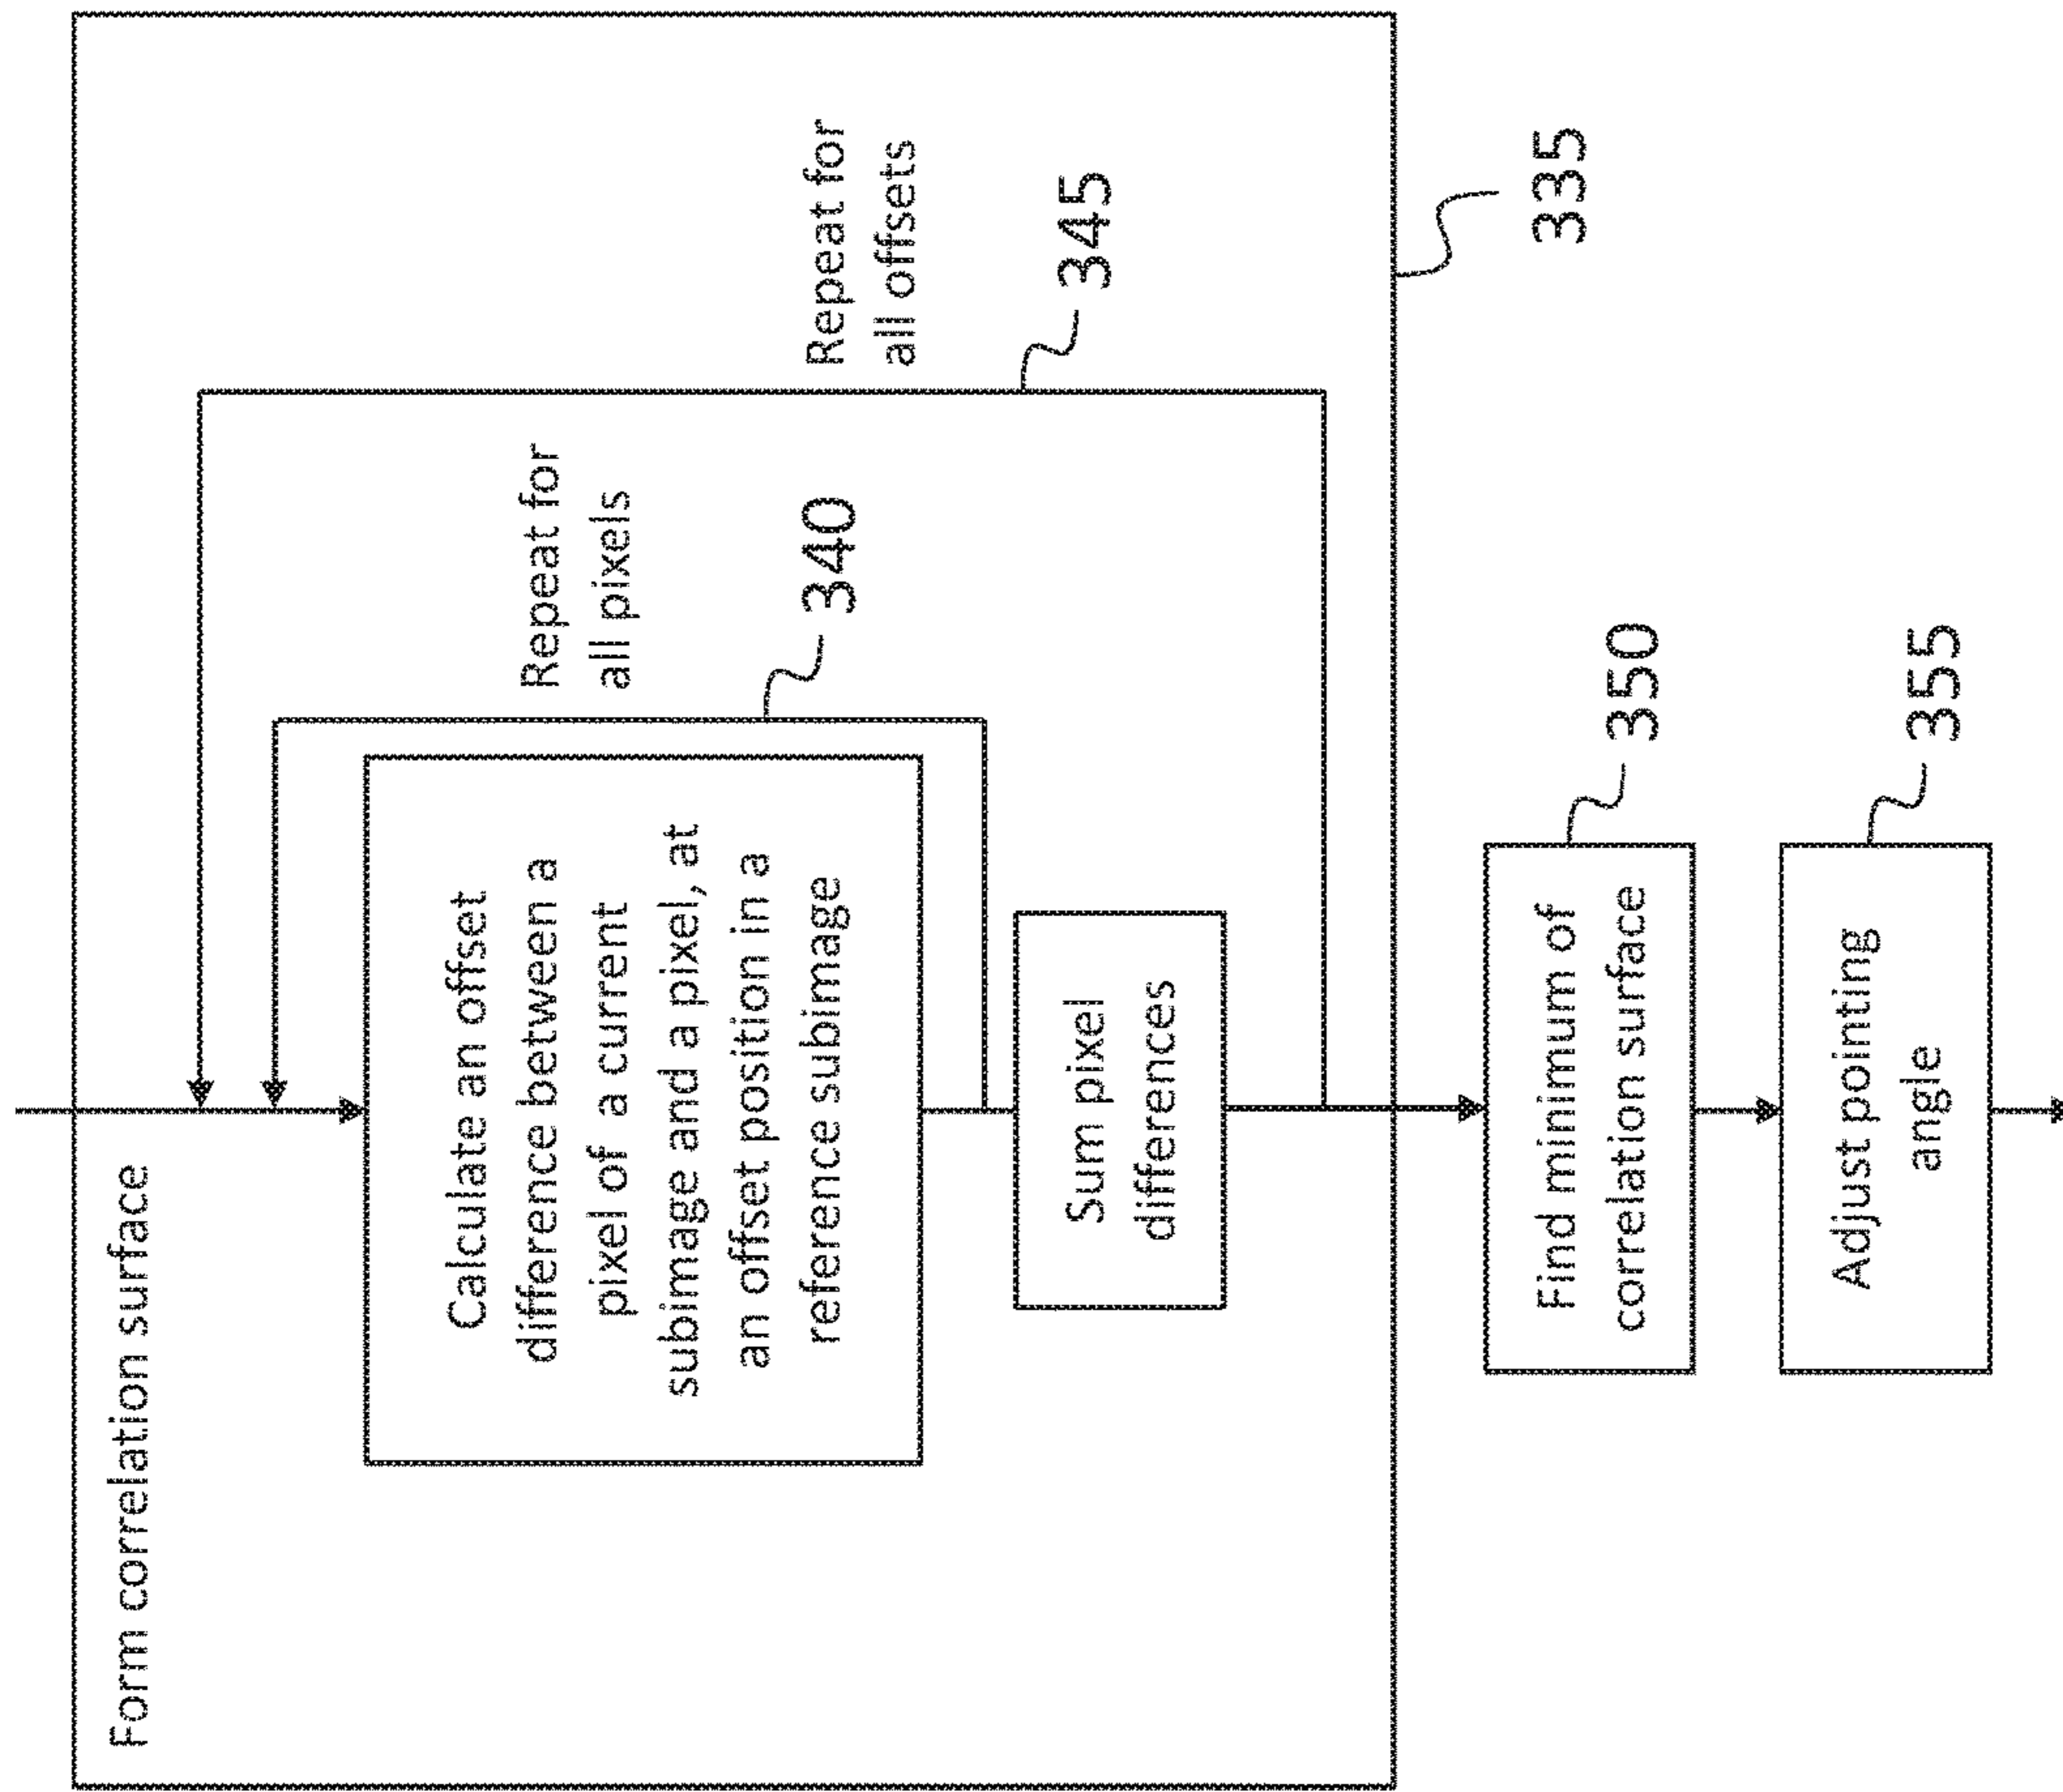 Form correlation surface
Calculate an offset
difference between a
pixel of a current
subimage and a pixel, at
an offset position in a
reference subimage
Repeat for
all pixels
340
Repeat for
all offsets
345
Sum pixel
differences
335
Find minimum of
correlation surface
350
Adjust pointing
angle
355